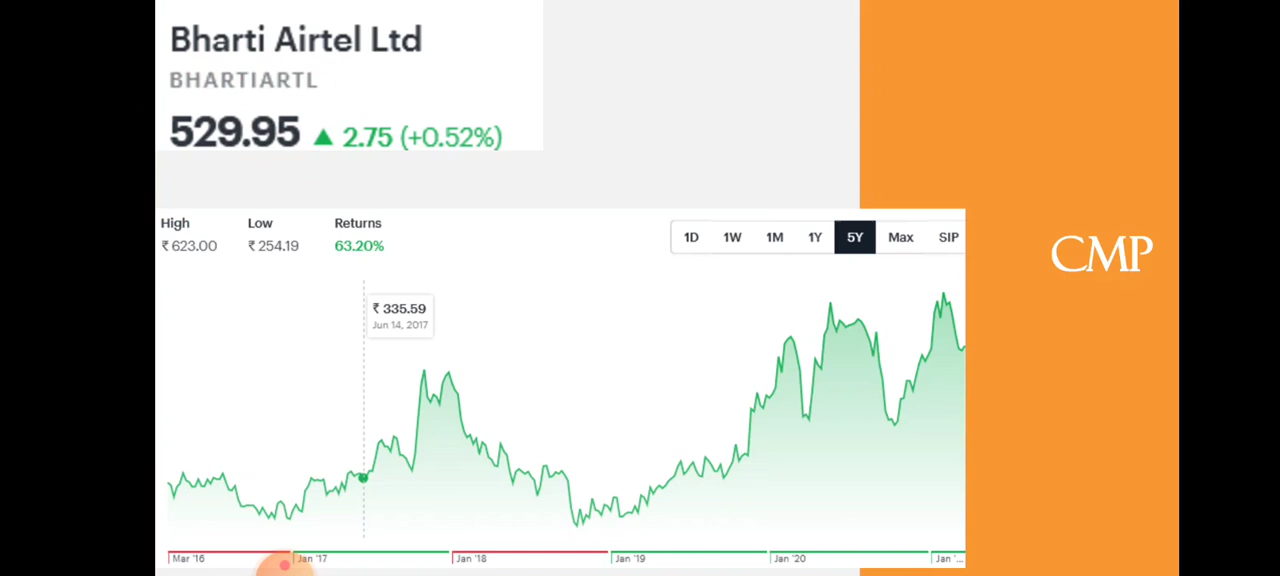 Bharti Airtel Ltd
BHARTIARTL
529.95 ▲ 2.75 (+0.52%)
High Low Returns
₹ 623.00 ₹ 254.19 63.20%
1D 1W 1M 1Y 5Y Max SIP
CMP
₹ 335.59
Jun 14, 2017
Mar '16 Jan '17 Jan '18 Jan '19 Jan '20 Jan '...